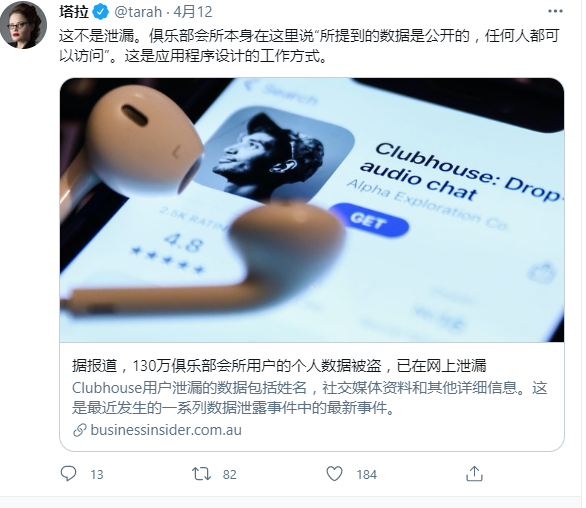 塔拉 @tarah · 4月12
这不是泄漏。俱乐部会所本身在这里说“所提到的数据是公开的，任何人都可
以访问”。这是应用程序设计的工作方式。
Search
Clubhouse: Drop-
audio chat
Alpha Exploration Co.
GET
2.5K RATIN
4.8
L
据报道，130万俱乐部会所用户的个人数据被盗，已在网上泄漏
Clubhouse用户泄漏的数据包括姓名，社交媒体资料和其他详细信息。这
是最近发生的一系列数据泄露事件中的最新事件。
businessinsider.com.au
13 82 184